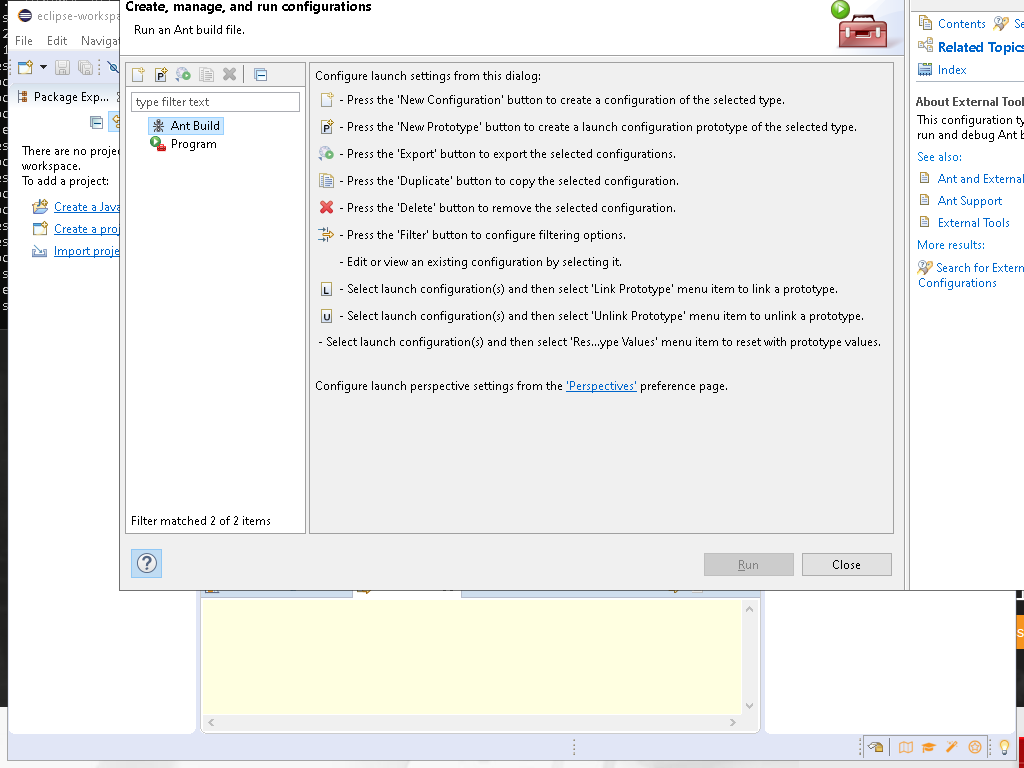 eclipse-workspa
Create, manage, and run configurations
Run an Ant build file.
File Edit Navigat
Contents Se
Related Topics
Index
Package Exp...
type filter text
Ant Build
Program
Filter matched 2 of 2 items
There are no proje
workspace.
To add a project:
Create a Java
Create a proj
Import proje
Configure launch settings from this dialog:
- Press the 'New Configuration' button to create a configuration of the selected type.
- Press the 'New Prototype' button to create a launch configuration prototype of the selected type.
- Press the 'Export' button to export the selected configurations.
- Press the 'Duplicate' button to copy the selected configuration.
- Press the 'Delete' button to remove the selected configuration.
- Press the 'Filter' button to configure filtering options.
- Edit or view an existing configuration by selecting it.
L - Select launch configuration(s) and then select 'Link Prototype' menu item to link a prototype.
U - Select launch configuration(s) and then select 'Unlink Prototype' menu item to unlink a prototype.
- Select launch configuration(s) and then select 'Res...ype Values' menu item to reset with prototype values.
Configure launch perspective settings from the 'Perspectives' preference page.
Run Close
About External Tool
This configuration ty
run and debug Ant b
See also:
Ant and External
Ant Support
External Tools
More results:
Search for Extern
Configurations